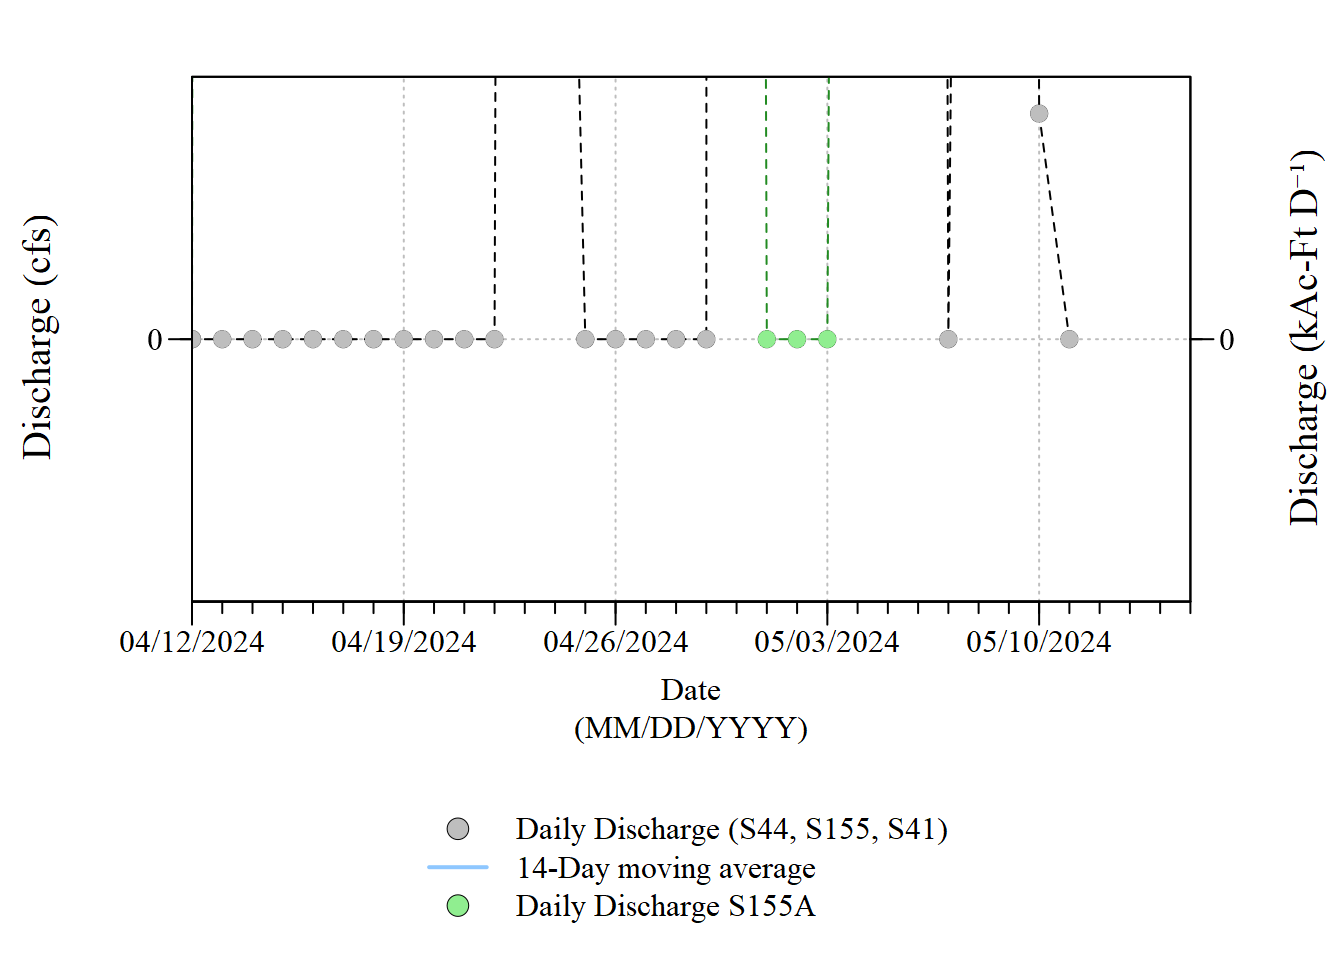 Discharge (cfs)
0
0
Discharge (kAc-Ft D⁻¹)
04/12/2024
04/19/2024
04/26/2024
05/03/2024
05/10/2024
Date
(MM/DD/YYYY)
Daily Discharge (S44, S155, S41)
14-Day moving average
Daily Discharge S155A